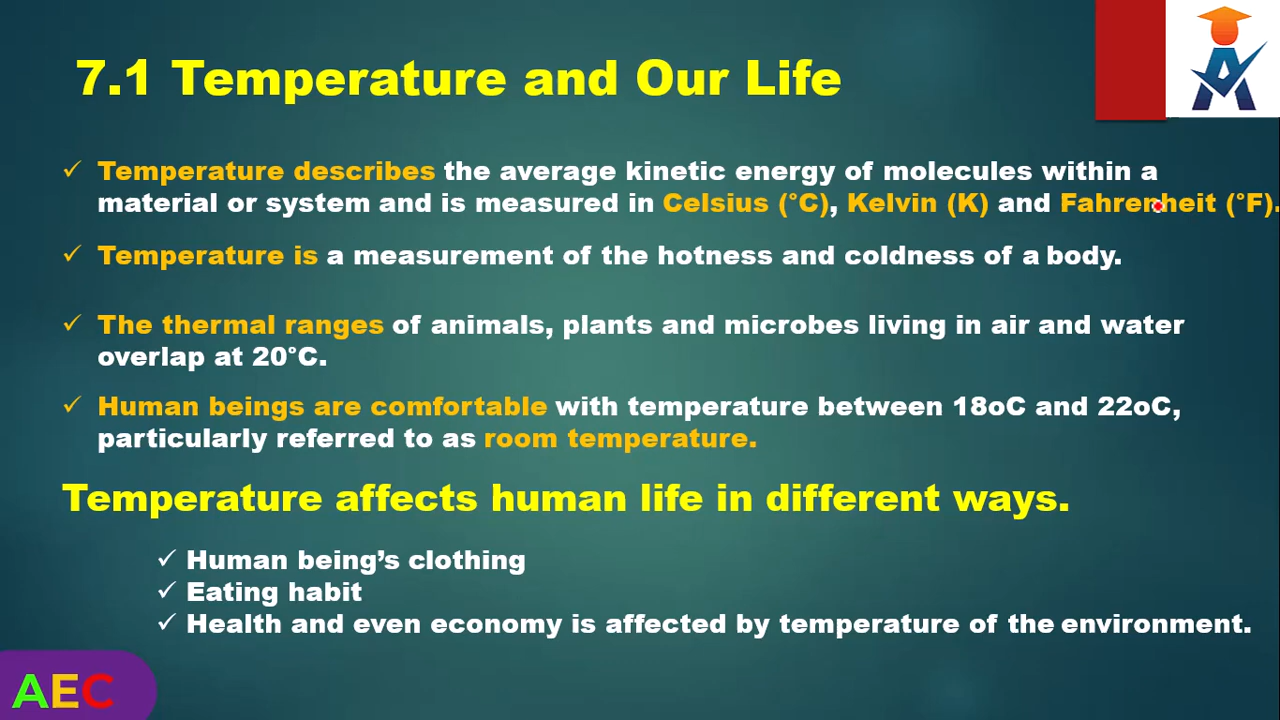 7.1 Temperature and Our Life
✓ Temperature describes the average kinetic energy of molecules within a
material or system and is measured in Celsius (°C), Kelvin (K) and Fahrenheit (°F).
✓ Temperature is a measurement of the hotness and coldness of a body.
✓ The thermal ranges of animals, plants and microbes living in air and water
overlap at 20°C.
✓ Human beings are comfortable with temperature between 18oC and 22oC,
particularly referred to as room temperature.
Temperature affects human life in different ways.
✓ Human being’s clothing
✓ Eating habit
✓ Health and even economy is affected by temperature of the environment.
AEC